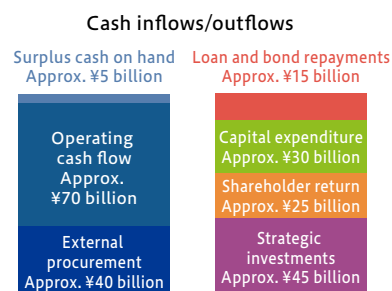 Cash inflows/outflows
Surplus cash on hand
Approx. ¥5 billion
Operating
cash flow
Approx.
¥70 billion
External
procurement
Approx. ¥40 billion
Loan and bond repayments
Approx. ¥15 billion
Capital expenditure
Approx. ¥30 billion
Shareholder return
Approx. ¥25 billion
Strategic
investments
Approx. ¥45 billion